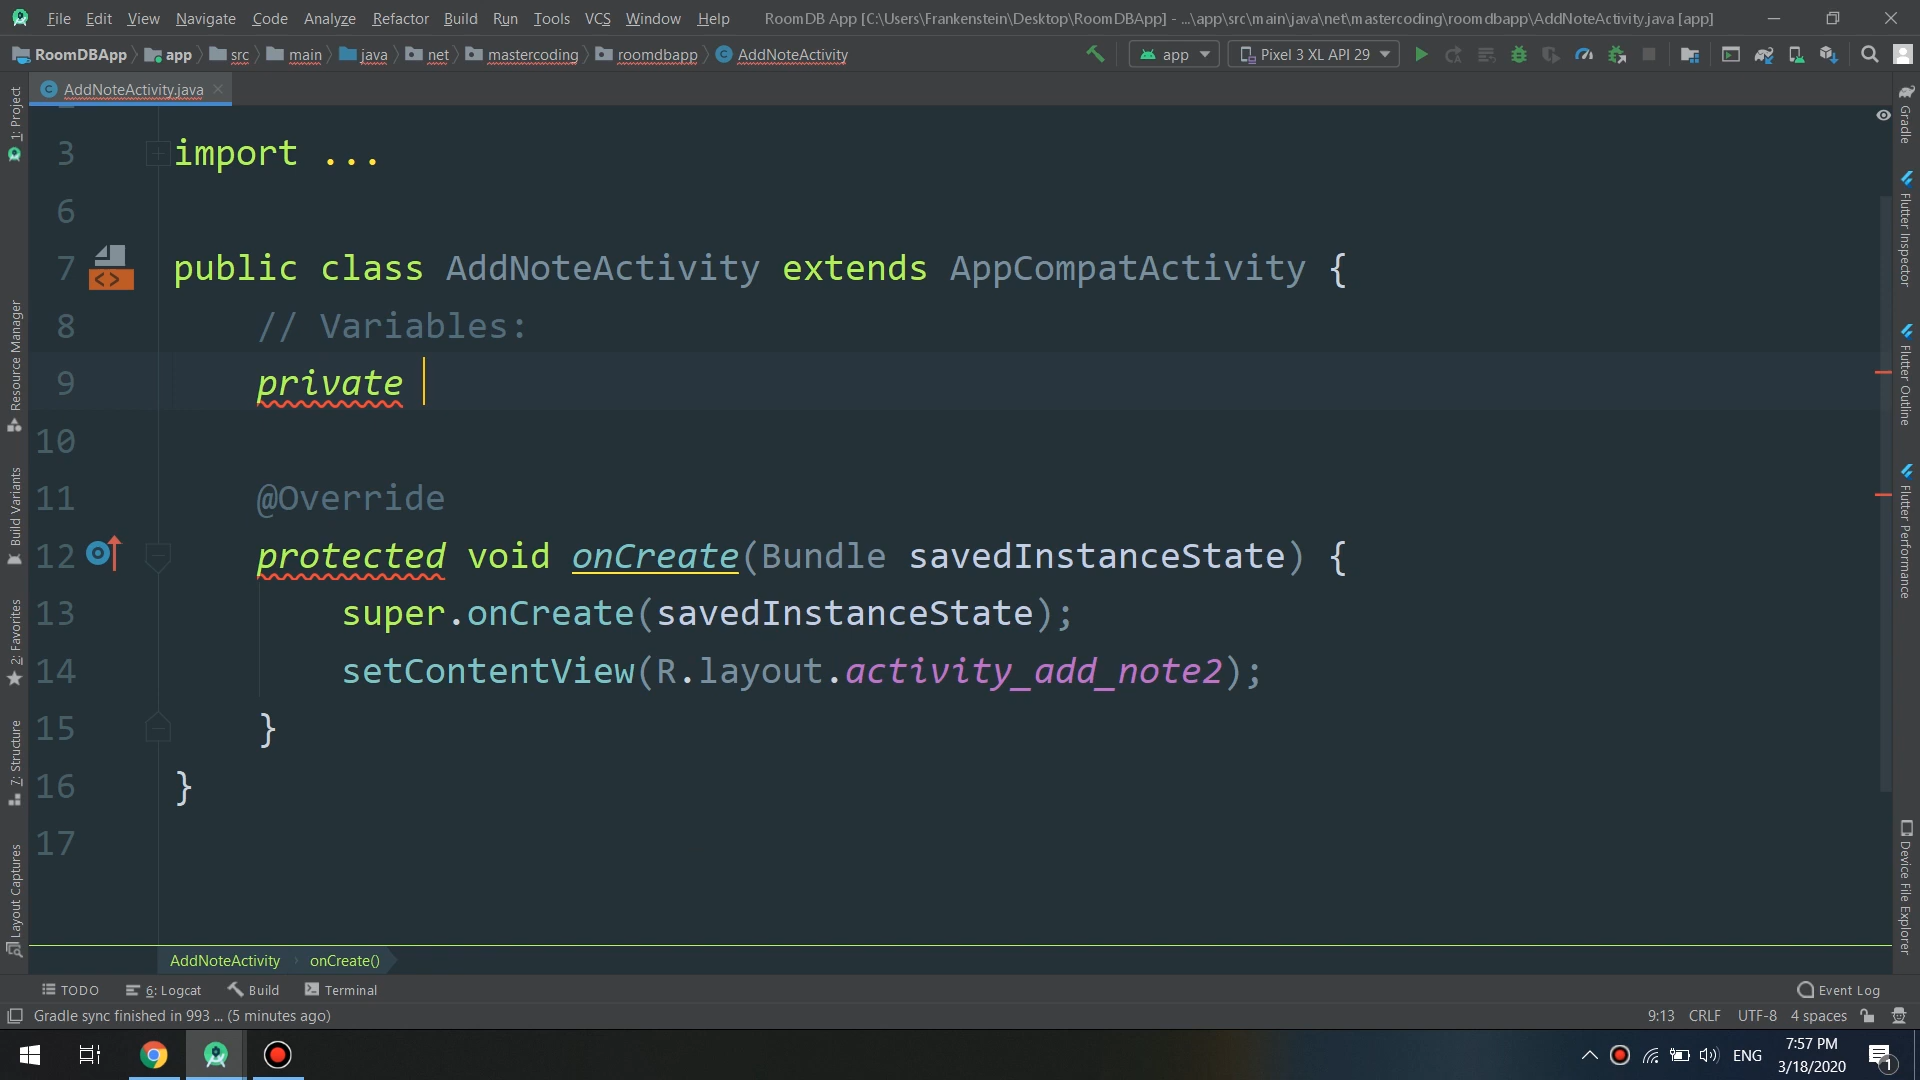 File Edit View Navigate Code Analyze Refactor Build Run Tools VCS Window Help RoomDB App [C:\Users\Frankenstein\Desktop\RoomDBApp] - ...\app\src\main\java\net\mastercoding\roomdbapp\AddNoteActivity.java [app]
RoomDBApp app src main java net mastercoding roomdbapp AddNoteActivity app Pixel 3 XL API 29
AddNoteActivity.java
1: Project
Resource Manager
Build Variants
2: Favorites
7: Structure
Layout Captures
3 import ...
6
7 public class AddNoteActivity extends AppCompatActivity {
8 // Variables:
9 private
10
11 @Override
12 protected void onCreate(Bundle savedInstanceState) {
13 super.onCreate(savedInstanceState);
14 setContentView(R.layout.activity_add_note2);
15 }
16 }
17
Gradle
Flutter Inspector
Flutter Outline
Flutter Performance
Device File Explorer
AddNoteActivity onCreate()
TODO 6: Logcat Build Terminal Event Log
Gradle sync finished in 993 ... (5 minutes ago) 9:13 CRLF UTF-8 4 spaces
ENG 7:57 PM
3/18/2020
1